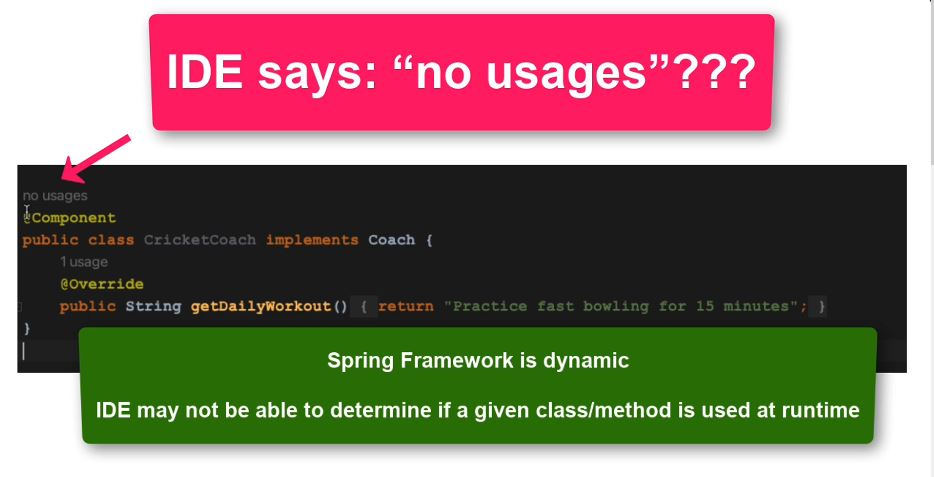 IDE says: “no usages”???
no usages
@Component
public class CricketCoach implements Coach {
1 usage
@Override
public String getDailyWorkout() { return "Practice fast bowling for 15 minutes"; }
}
Spring Framework is dynamic
IDE may not be able to determine if a given class/method is used at runtime